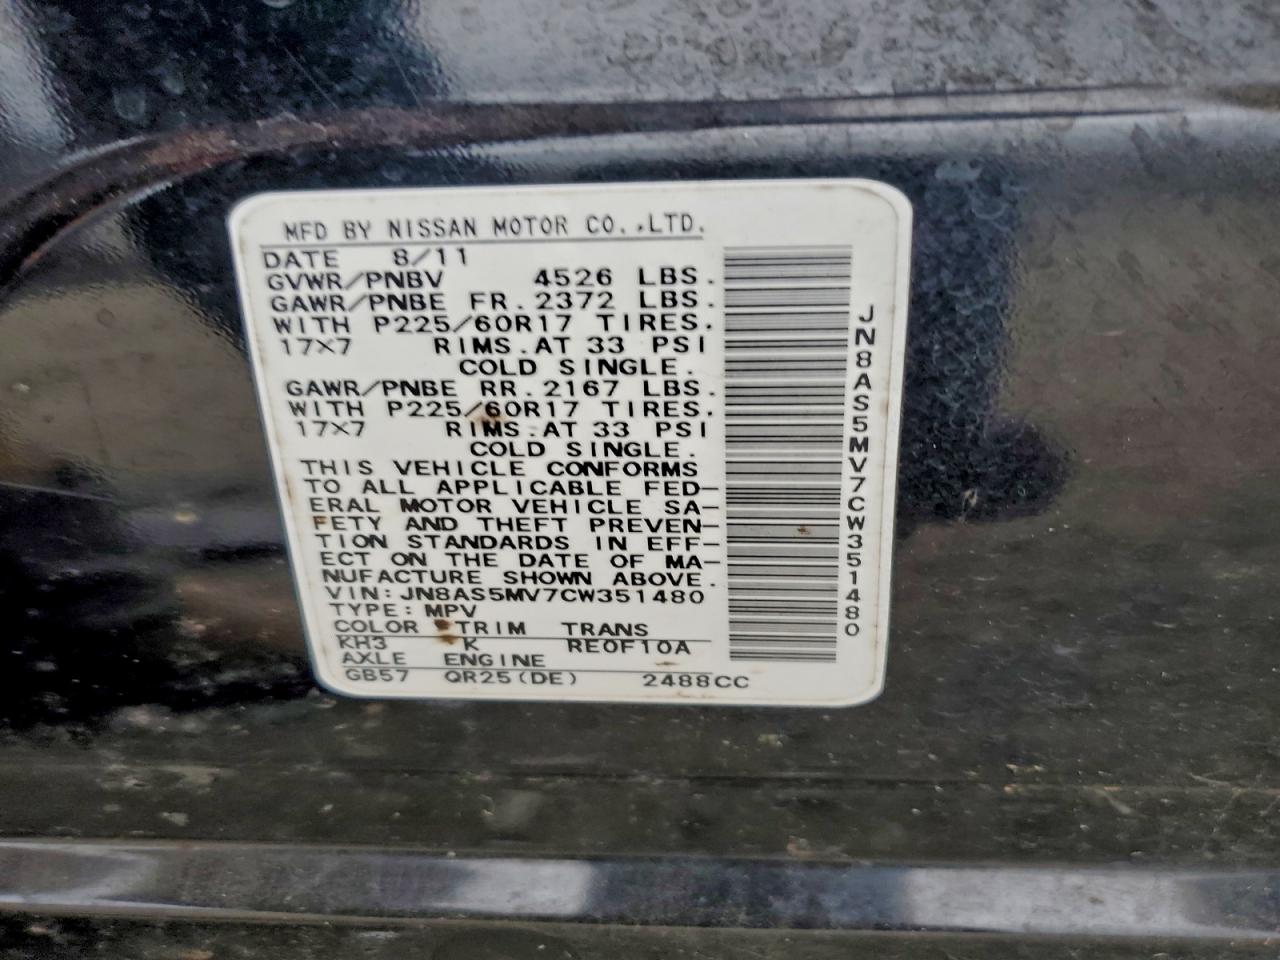 MFD BY NISSAN MOTOR CO.,LTD.
DATE 8/11
GVWR/PNBV 4526 LBS.
GAWR/PNBE FR. 2372 LBS.
WITH P225/60R17 TIRES.
17×7 RIMS.AT 33 PSI
COLD SINGLE.
GAWR/PNBE RR. 2167 LBS.
WITH P225/60R17 TIRES.
17×7 RIMS.AT 33 PSI
COLD SINGLE.
THIS VEHICLE CONFORMS
TO ALL APPLICABLE FED-
ERAL MOTOR VEHICLE SA-
FETY AND THEFT PREVEN-
TION STANDARDS IN EFF-
ECT ON THE DATE OF MA-
NUFACTURE SHOWN ABOVE.
VIN: JN8AS5MV7CW351480
TYPE: MPV
COLOR TRIM TRANS
KH3 K RE0F10A
AXLE ENGINE
GB57 QR25(DE) 2488CC
JN8AS5MV7CW351480